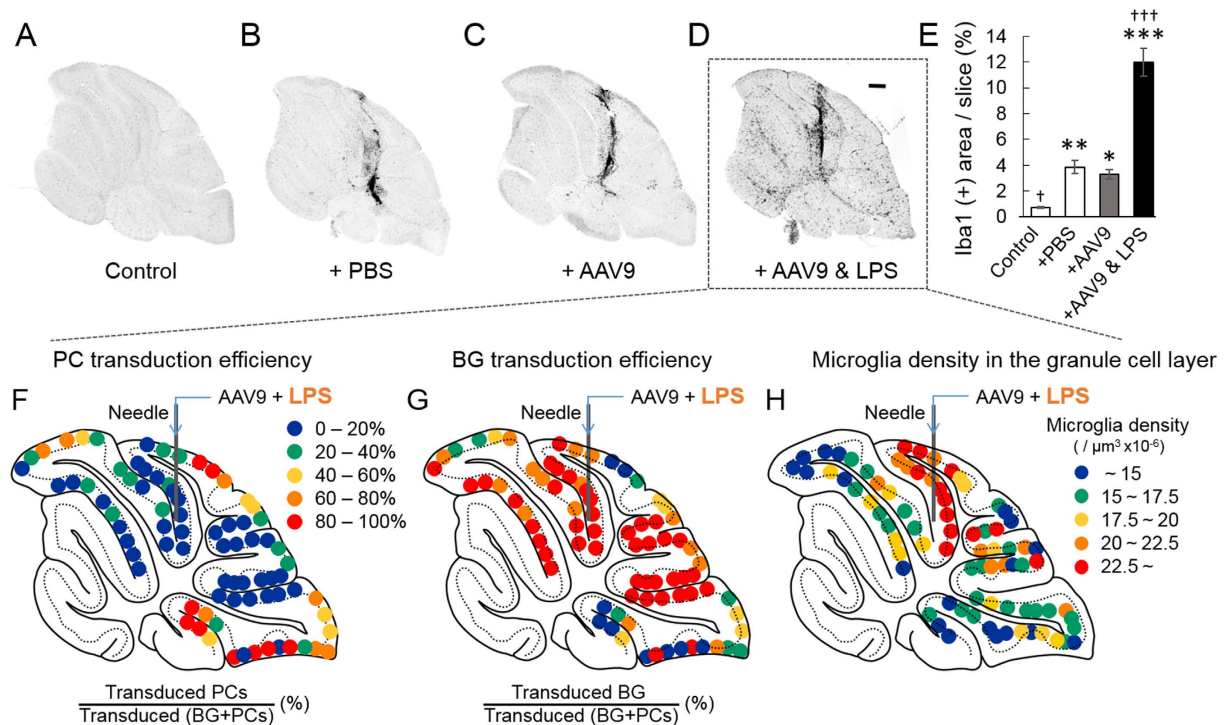 A
B
C
D
E
Control
+ PBS
+ AAV9
+ AAV9 & LPS
Iba1 (+) area / slice (%)
14
12
10
8
6
4
2
0
†
**
*
†††
***
Control
+PBS
+AAV9
+AAV9 & LPS
PC transduction efficiency
BG transduction efficiency
Microglia density in the granule cell layer
F
AAV9 + LPS
Needle
0 – 20%
20 – 40%
40 – 60%
60 – 80%
80 – 100%
Transduced PCs
Transduced (BG+PCs)
(%)
G
AAV9 + LPS
Needle
Transduced BG
Transduced (BG+PCs)
(%)
H
AAV9 + LPS
Needle
Microglia density
( / μm³ x10⁻⁶)
~ 15
15 ~ 17.5
17.5 ~ 20
20 ~ 22.5
22.5 ~